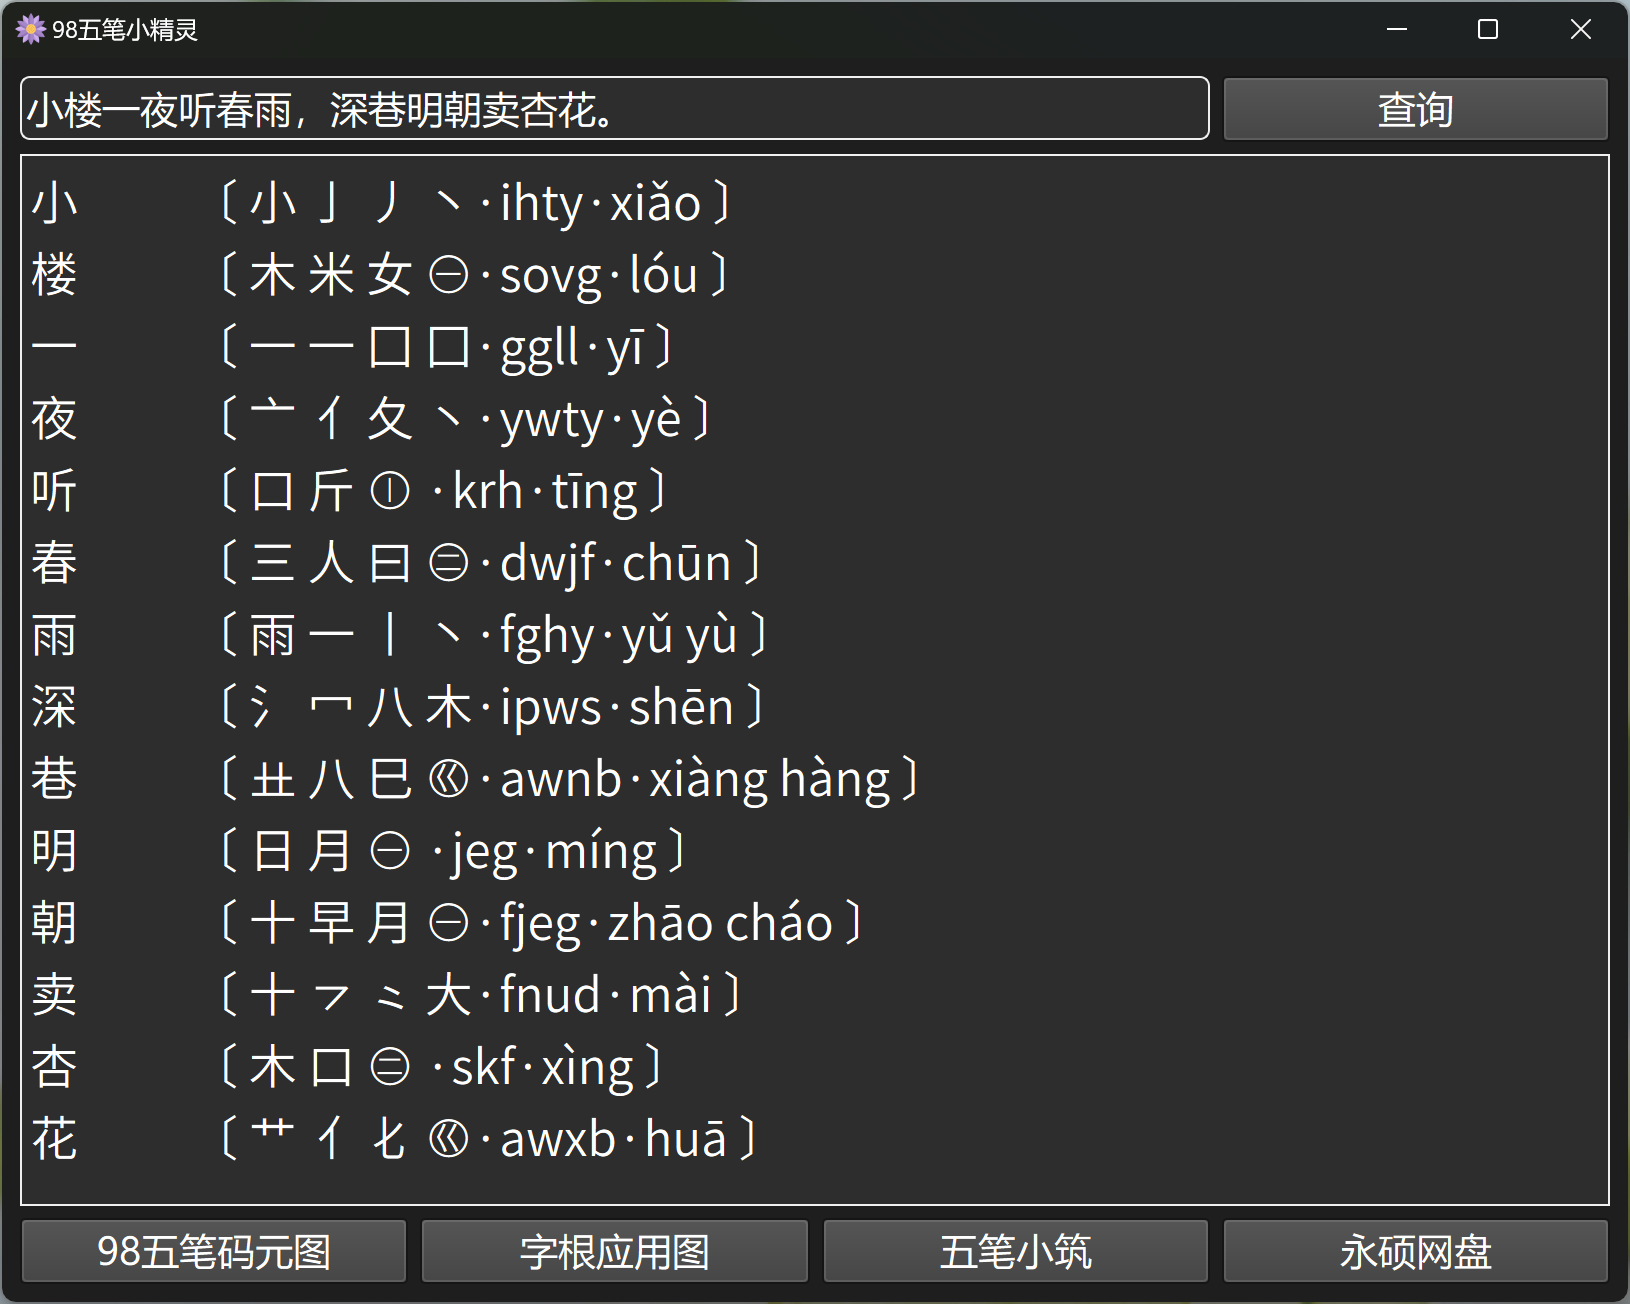 98五笔小精灵
小楼一夜听春雨，深巷明朝卖杏花。
查询
小 〔小亅丿丶·ihty·xiǎo〕
楼 〔木米女㊀·sovg·lóu〕
一 〔一一囗囗·ggll·yī〕
夜 〔亠亻夂丶·ywty·yè〕
听 〔口斤⦶·krh·tīng〕
春 〔三人曰㊁·dwjf·chūn〕
雨 〔雨一丨丶·fghy·yǔ yù〕
深 〔氵冖八木·ipws·shēn〕
巷 〔龷八巳巜·awnb·xiàng hàng〕
明 〔日月㊀·jeg·míng〕
朝 〔十早月㊀·fjeg·zhāo cháo〕
卖 〔十乛⺀大·fnud·mài〕
杏 〔木口㊁·skf·xìng〕
花 〔艹亻匕巜·awxb·huā〕
98五笔码元图
字根应用图
五笔小筑
永硕网盘